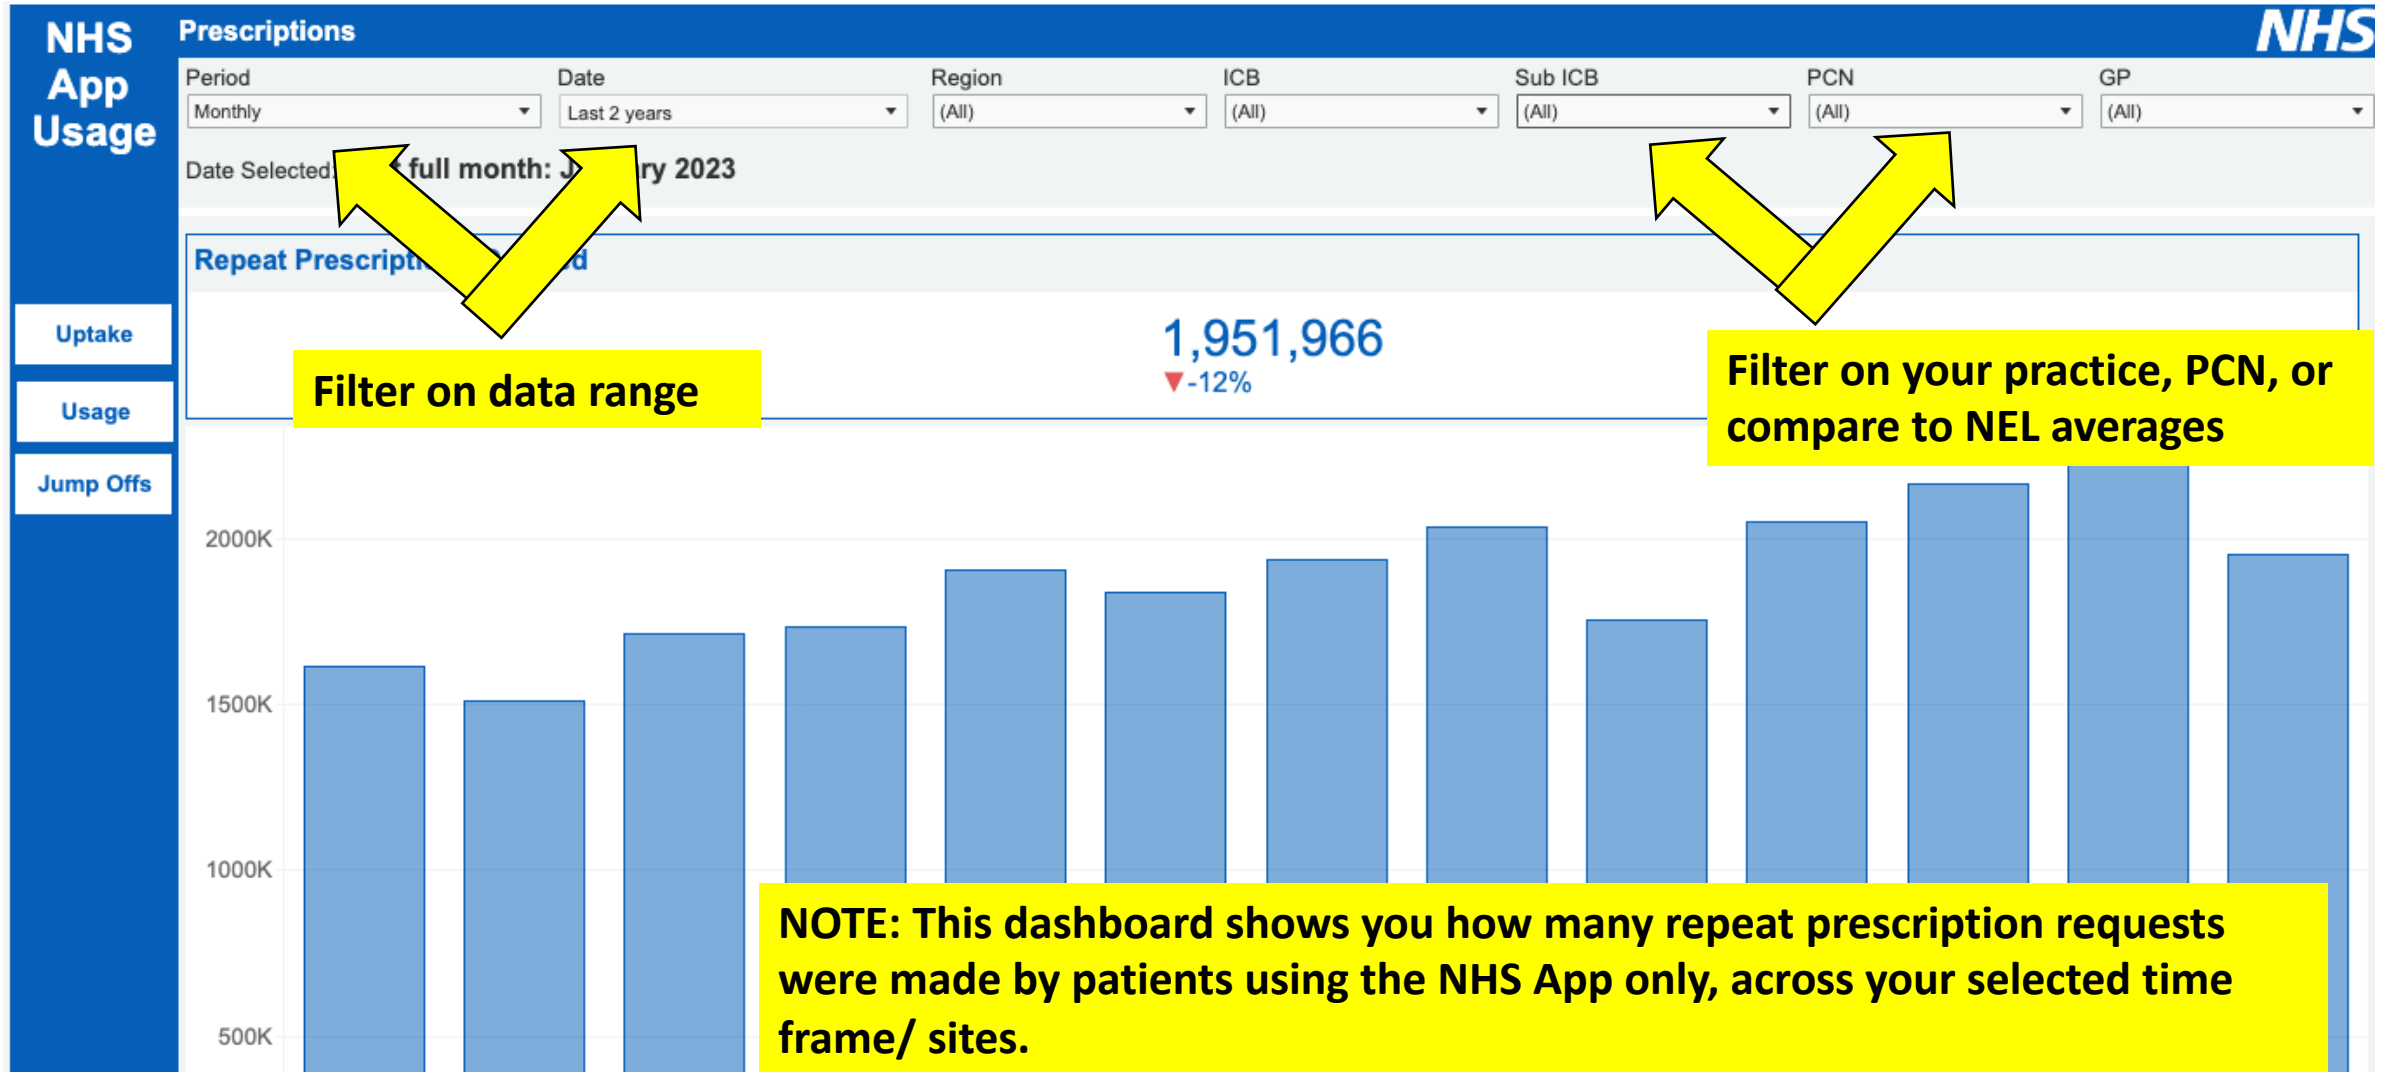 NHS
App
Usage
Prescriptions
NHS
Period
Date
Region
ICB
Sub ICB
PCN
GP
Monthly
Last 2 years
(All)
(All)
(All)
(All)
(All)
Date Selected: full month: ry 2023
Repeat
1,951,966
▼-12%
Uptake
Usage
Jump Offs
Filter on data range
Filter on your practice, PCN, or
compare to NEL averages
2000K
1500K
1000K
500K
NOTE: This dashboard shows you how many repeat prescription requests
were made by patients using the NHS App only, across your selected time
frame/ sites.